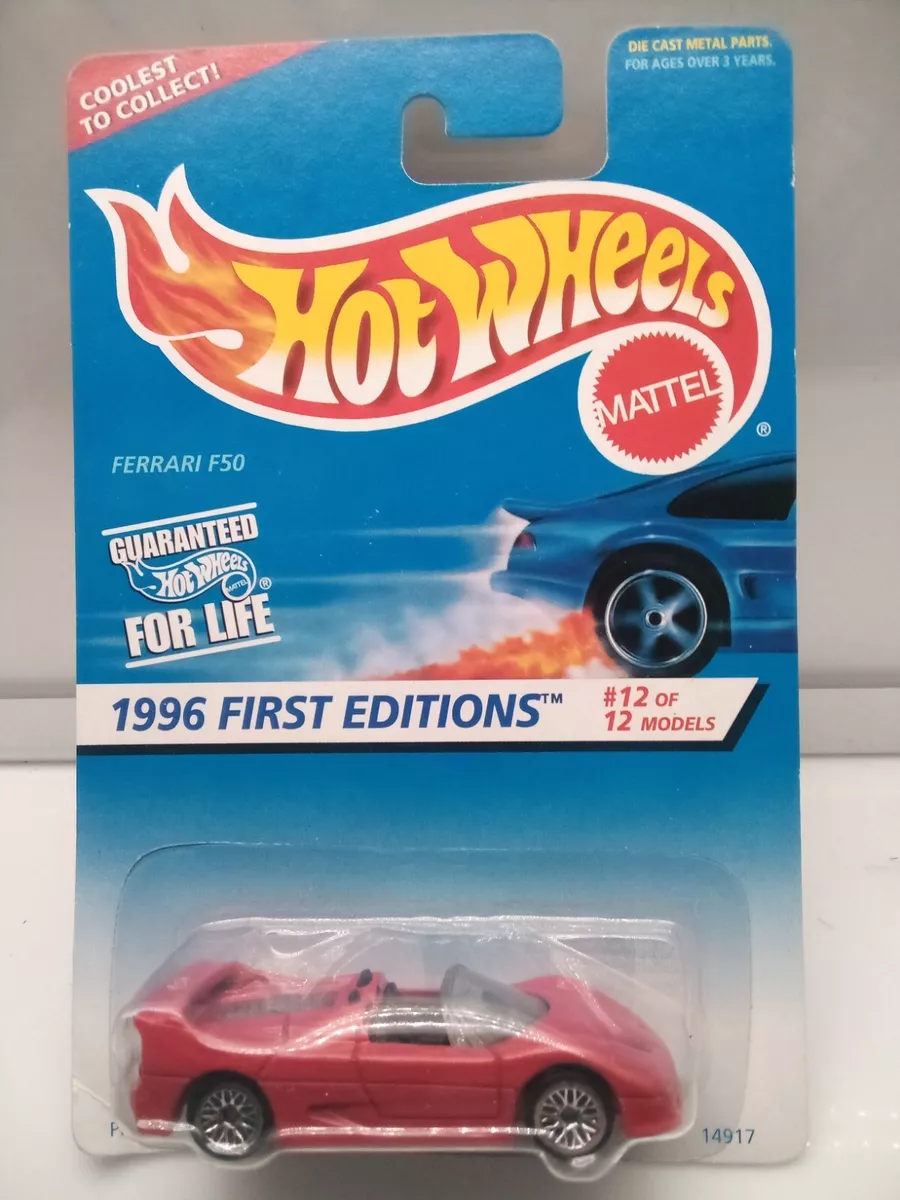 COOLEST
TO COLLECT!
DIE CAST METAL PARTS.
FOR AGES OVER 3 YEARS.
HOT WHEELS
MATTEL
®
FERRARI F50
GUARANTEED
HOT WHEELS
MATTEL
®
FOR LIFE
1996 FIRST EDITIONS™
#12 OF
12 MODELS
14917